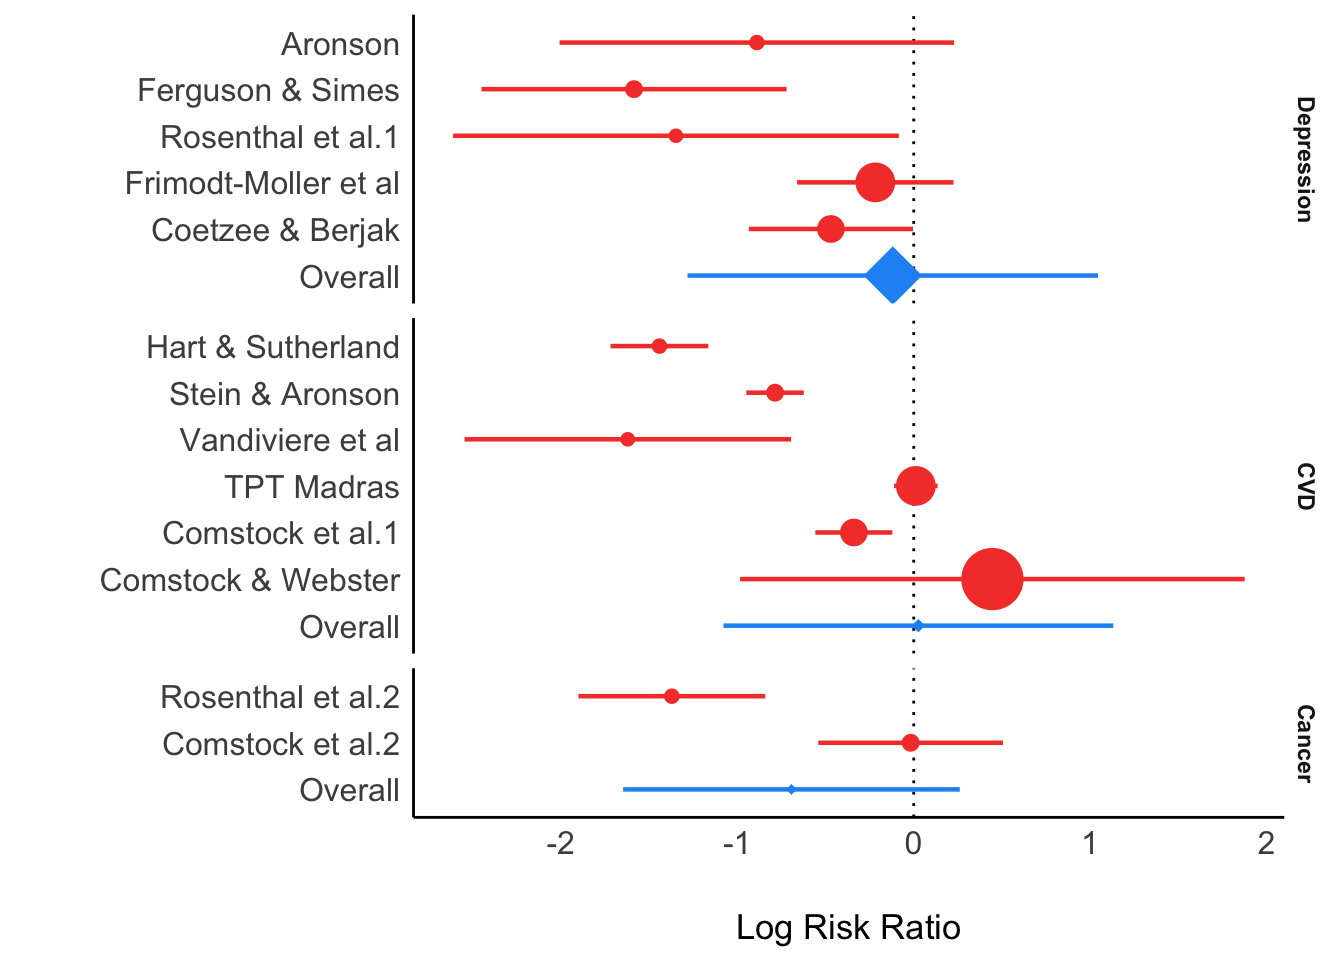 Aronson
Ferguson & Simes
Rosenthal et al.1
Frimodt-Moller et al
Coetzee & Berjak
Overall
Depression
Hart & Sutherland
Stein & Aronson
Vandiviere et al
TPT Madras
Comstock et al.1
Comstock & Webster
Overall
CVD
Rosenthal et al.2
Comstock et al.2
Overall
Cancer
-2 -1 0 1 2
Log Risk Ratio